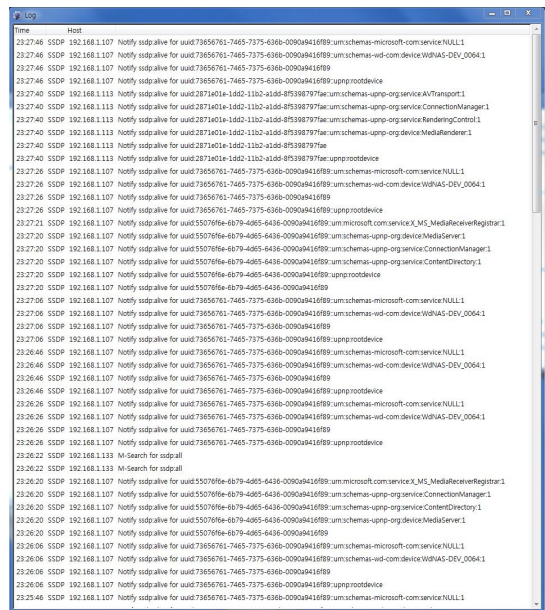 Log
Time Host
23:27:46 SSDP 192.168.1.107 Notify ssdp:alive for uuid:73656761-7465-7375-636b-0090a9416f89::urn:schemas-microsoft-com:service:NULL:1
23:27:46 SSDP 192.168.1.107 Notify ssdp:alive for uuid:73656761-7465-7375-636b-0090a9416f89::urn:schemas-wd-com:device:WdNAS-DEV_0064:1
23:27:46 SSDP 192.168.1.107 Notify ssdp:alive for uuid:73656761-7465-7375-636b-0090a9416f89
23:27:46 SSDP 192.168.1.107 Notify ssdp:alive for uuid:73656761-7465-7375-636b-0090a9416f89::upnp:rootdevice
23:27:40 SSDP 192.168.1.113 Notify ssdp:alive for uuid:2871e01e-1dd2-11b2-a1dd-8f5398797fae:urn:schemas-upnp-org:service:AVTransport:1
23:27:40 SSDP 192.168.1.113 Notify ssdp:alive for uuid:2871e01e-1dd2-11b2-a1dd-8f5398797fae:urn:schemas-upnp-org:service:ConnectionManager:1
23:27:40 SSDP 192.168.1.113 Notify ssdp:alive for uuid:2871e01e-1dd2-11b2-a1dd-8f5398797fae:urn:schemas-upnp-org:service:RenderingControl:1
23:27:40 SSDP 192.168.1.113 Notify ssdp:alive for uuid:2871e01e-1dd2-11b2-a1dd-8f5398797fae:urn:schemas-upnp-org:device:MediaRenderer:1
23:27:40 SSDP 192.168.1.113 Notify ssdp:alive for uuid:2871e01e-1dd2-11b2-a1dd-8f5398797fae
23:27:40 SSDP 192.168.1.113 Notify ssdp:alive for uuid:2871e01e-1dd2-11b2-a1dd-8f5398797fae::upnp:rootdevice
23:27:26 SSDP 192.168.1.107 Notify ssdp:alive for uuid:73656761-7465-7375-636b-0090a9416f89::urn:schemas-microsoft-com:service:NULL:1
23:27:26 SSDP 192.168.1.107 Notify ssdp:alive for uuid:73656761-7465-7375-636b-0090a9416f89::urn:schemas-wd-com:device:WdNAS-DEV_0064:1
23:27:26 SSDP 192.168.1.107 Notify ssdp:alive for uuid:73656761-7465-7375-636b-0090a9416f89
23:27:26 SSDP 192.168.1.107 Notify ssdp:alive for uuid:73656761-7465-7375-636b-0090a9416f89::upnp:rootdevice
23:27:21 SSDP 192.168.1.107 Notify ssdp:alive for uuid:55076f6e-6b79-4d65-6436-0090a9416f89::urn:microsoft.com:service:X_MS_MediaReceiverRegistrar:1
23:27:20 SSDP 192.168.1.107 Notify ssdp:alive for uuid:55076f6e-6b79-4d65-6436-0090a9416f89::urn:schemas-upnp-org:device:MediaServer:1
23:27:20 SSDP 192.168.1.107 Notify ssdp:alive for uuid:55076f6e-6b79-4d65-6436-0090a9416f89::urn:schemas-upnp-org:service:ConnectionManager:1
23:27:20 SSDP 192.168.1.107 Notify ssdp:alive for uuid:55076f6e-6b79-4d65-6436-0090a9416f89::urn:schemas-upnp-org:service:ContentDirectory:1
23:27:20 SSDP 192.168.1.107 Notify ssdp:alive for uuid:55076f6e-6b79-4d65-6436-0090a9416f89::upnp:rootdevice
23:27:20 SSDP 192.168.1.107 Notify ssdp:alive for uuid:55076f6e-6b79-4d65-6436-0090a9416f89
23:27:06 SSDP 192.168.1.107 Notify ssdp:alive for uuid:73656761-7465-7375-636b-0090a9416f89::urn:schemas-microsoft-com:service:NULL:1
23:27:06 SSDP 192.168.1.107 Notify ssdp:alive for uuid:73656761-7465-7375-636b-0090a9416f89::urn:schemas-wd-com:device:WdNAS-DEV_0064:1
23:27:06 SSDP 192.168.1.107 Notify ssdp:alive for uuid:73656761-7465-7375-636b-0090a9416f89
23:27:06 SSDP 192.168.1.107 Notify ssdp:alive for uuid:73656761-7465-7375-636b-0090a9416f89::upnp:rootdevice
23:26:46 SSDP 192.168.1.107 Notify ssdp:alive for uuid:73656761-7465-7375-636b-0090a9416f89::urn:schemas-microsoft-com:service:NULL:1
23:26:46 SSDP 192.168.1.107 Notify ssdp:alive for uuid:73656761-7465-7375-636b-0090a9416f89::urn:schemas-wd-com:device:WdNAS-DEV_0064:1
23:26:46 SSDP 192.168.1.107 Notify ssdp:alive for uuid:73656761-7465-7375-636b-0090a9416f89
23:26:46 SSDP 192.168.1.107 Notify ssdp:alive for uuid:73656761-7465-7375-636b-0090a9416f89::upnp:rootdevice
23:26:26 SSDP 192.168.1.107 Notify ssdp:alive for uuid:73656761-7465-7375-636b-0090a9416f89::urn:schemas-microsoft-com:service:NULL:1
23:26:26 SSDP 192.168.1.107 Notify ssdp:alive for uuid:73656761-7465-7375-636b-0090a9416f89::urn:schemas-wd-com:device:WdNAS-DEV_0064:1
23:26:26 SSDP 192.168.1.107 Notify ssdp:alive for uuid:73656761-7465-7375-636b-0090a9416f89
23:26:26 SSDP 192.168.1.107 Notify ssdp:alive for uuid:73656761-7465-7375-636b-0090a9416f89::upnp:rootdevice
23:26:22 SSDP 192.168.1.133 M-Search for ssdp:all
23:26:22 SSDP 192.168.1.133 M-Search for ssdp:all
23:26:20 SSDP 192.168.1.107 Notify ssdp:alive for uuid:55076f6e-6b79-4d65-6436-0090a9416f89::urn:microsoft.com:service:X_MS_MediaReceiverRegistrar:1
23:26:20 SSDP 192.168.1.107 Notify ssdp:alive for uuid:55076f6e-6b79-4d65-6436-0090a9416f89::urn:schemas-upnp-org:service:ConnectionManager:1
23:26:20 SSDP 192.168.1.107 Notify ssdp:alive for uuid:55076f6e-6b79-4d65-6436-0090a9416f89::urn:schemas-upnp-org:service:ContentDirectory:1
23:26:20 SSDP 192.168.1.107 Notify ssdp:alive for uuid:55076f6e-6b79-4d65-6436-0090a9416f89::urn:schemas-upnp-org:device:MediaServer:1
23:26:20 SSDP 192.168.1.107 Notify ssdp:alive for uuid:55076f6e-6b79-4d65-6436-0090a9416f89
23:26:06 SSDP 192.168.1.107 Notify ssdp:alive for uuid:73656761-7465-7375-636b-0090a9416f89::urn:schemas-microsoft-com:service:NULL:1
23:26:06 SSDP 192.168.1.107 Notify ssdp:alive for uuid:73656761-7465-7375-636b-0090a9416f89::urn:schemas-wd-com:device:WdNAS-DEV_0064:1
23:26:06 SSDP 192.168.1.107 Notify ssdp:alive for uuid:73656761-7465-7375-636b-0090a9416f89
23:26:06 SSDP 192.168.1.107 Notify ssdp:alive for uuid:73656761-7465-7375-636b-0090a9416f89::upnp:rootdevice
23:25:46 SSDP 192.168.1.107 Notify ssdp:alive for uuid:73656761-7465-7375-636b-0090a9416f89::urn:schemas-microsoft-com:service:NULL:1